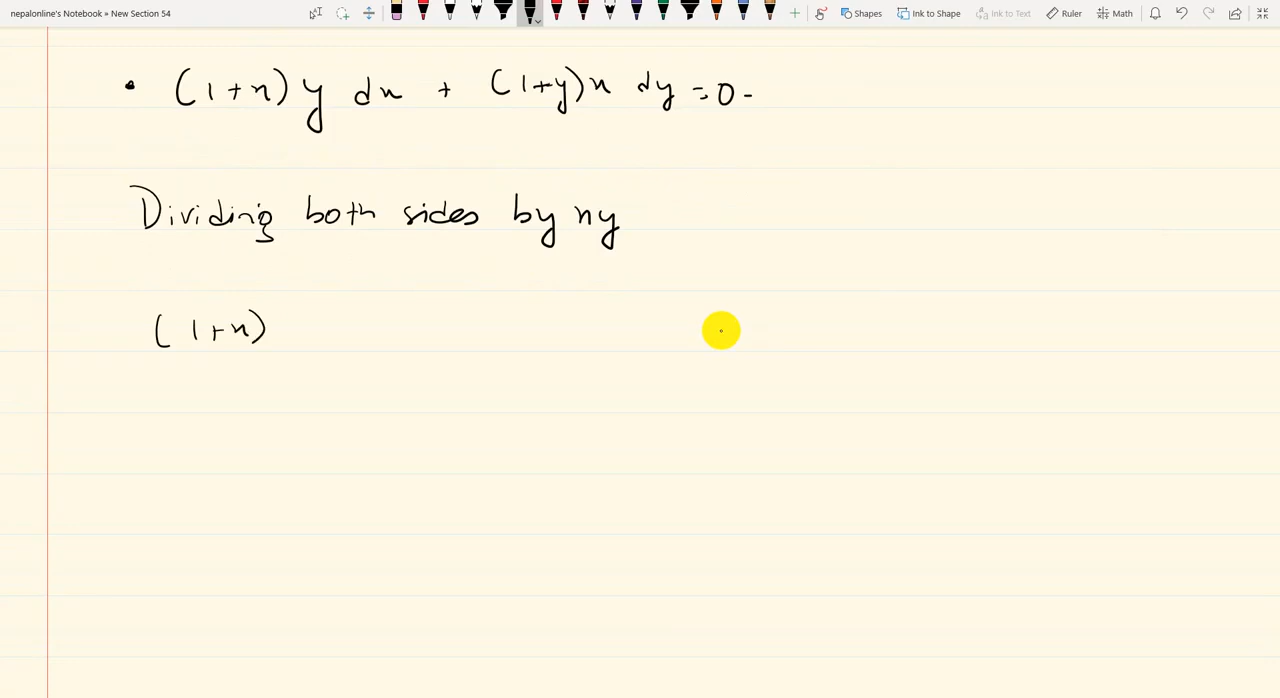 nepalonline's Notebook » New Section 54
Shapes Ink to Shape Ink to Text Ruler Math
• (1+x) y dx + (1+y)x dy = 0 -
Dividing both sides by xy
(1+x)